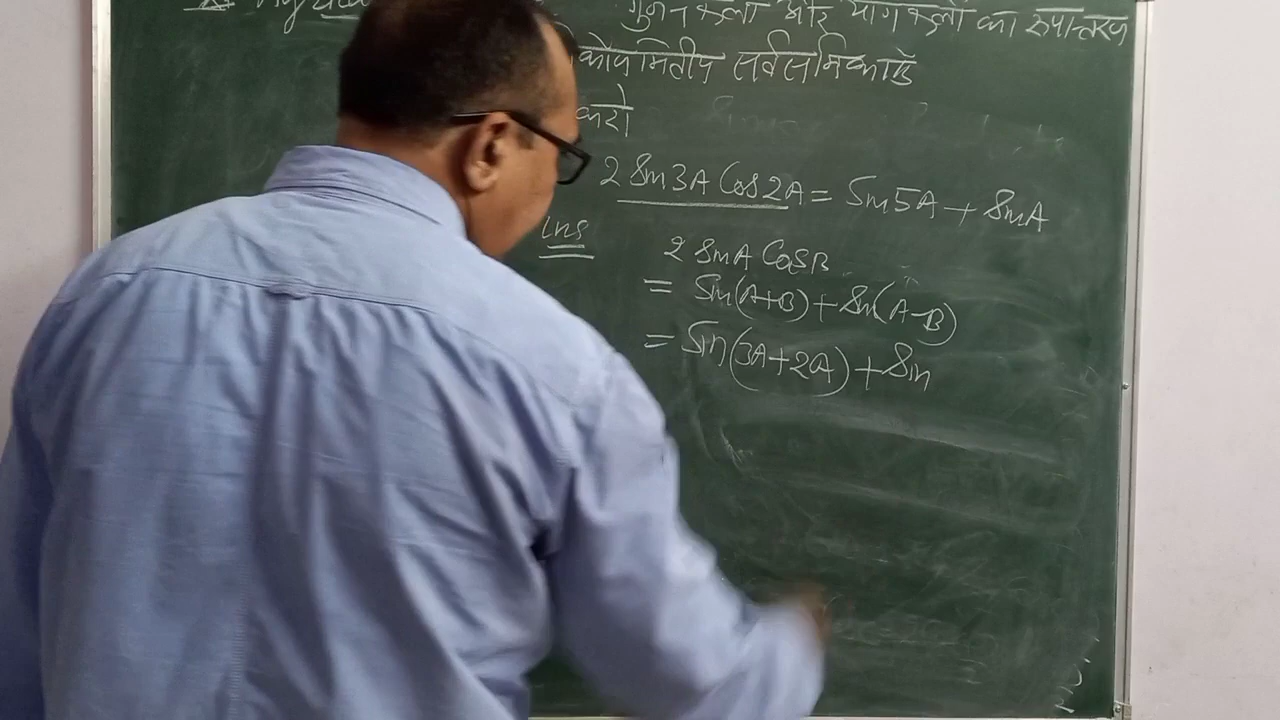 गुणनफलों और योगफलों का रूपान्तरण
त्रिकोणमितीय सर्वसमिकाएँ
करो
2 Sin3A Cos2A = Sin5A + SinA
Ans
2 SinA CosB
= Sin(A+B) + Sin(A-B)
= Sin(3A+2A) + Sin